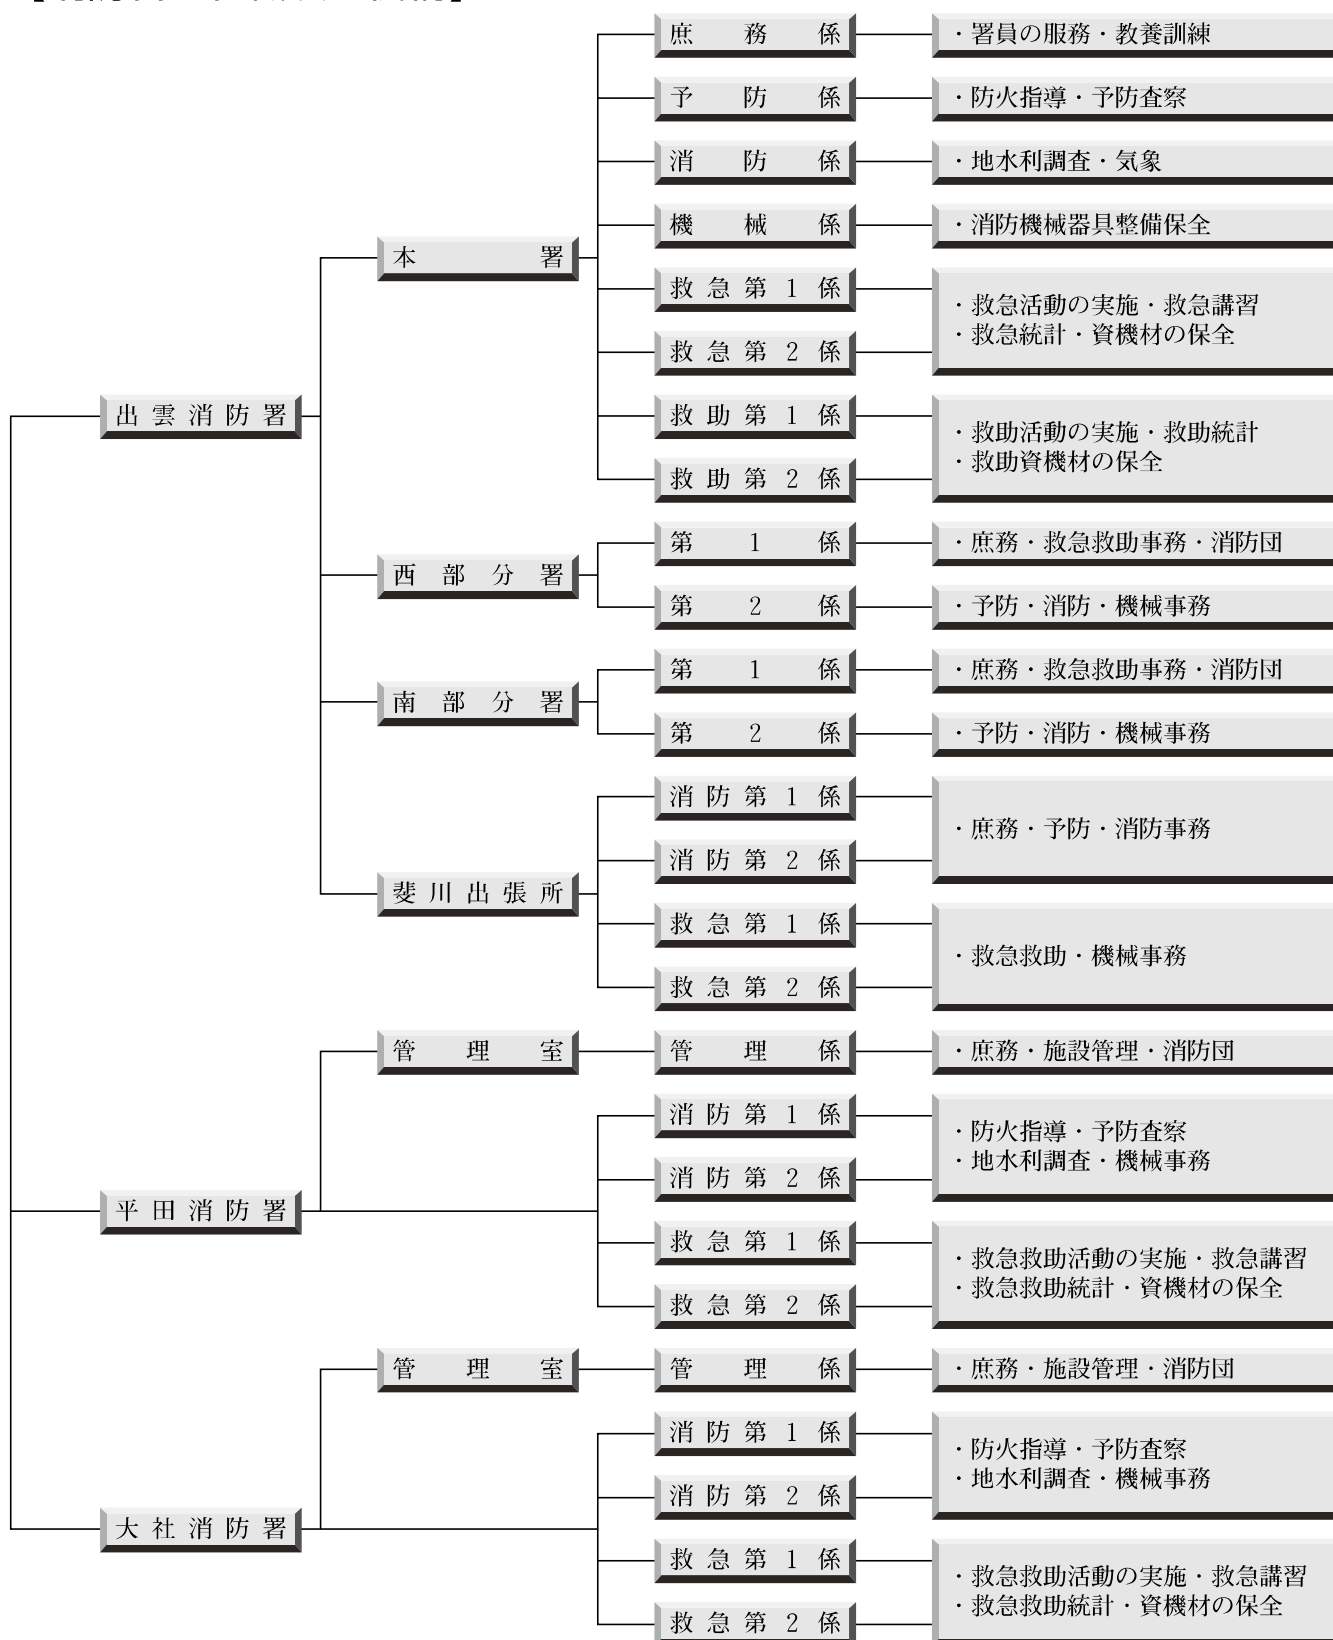 出雲消防署
本署
庶務係
・署員の服務・教養訓練
予防係
・防火指導・予防査察
消防係
・地水利調査・気象
機械係
・消防機械器具整備保全
救急第1係
救急第2係
・救急活動の実施・救急講習
・救急統計・資機材の保全
救助第1係
救助第2係
・救助活動の実施・救助統計
・救助資機材の保全
西部分署
第1係
・庶務・救急救助事務・消防団
第2係
・予防・消防・機械事務
南部分署
第1係
・庶務・救急救助事務・消防団
第2係
・予防・消防・機械事務
斐川出張所
消防第1係
消防第2係
・庶務・予防・消防事務
救急第1係
救急第2係
・救急救助・機械事務
平田消防署
管理室
管理係
・庶務・施設管理・消防団
消防第1係
消防第2係
・防火指導・予防査察
・地水利調査・機械事務
救急第1係
救急第2係
・救急救助活動の実施・救急講習
・救急救助統計・資機材の保全
大社消防署
管理室
管理係
・庶務・施設管理・消防団
消防第1係
消防第2係
・防火指導・予防査察
・地水利調査・機械事務
救急第1係
救急第2係
・救急救助活動の実施・救急講習
・救急救助統計・資機材の保全